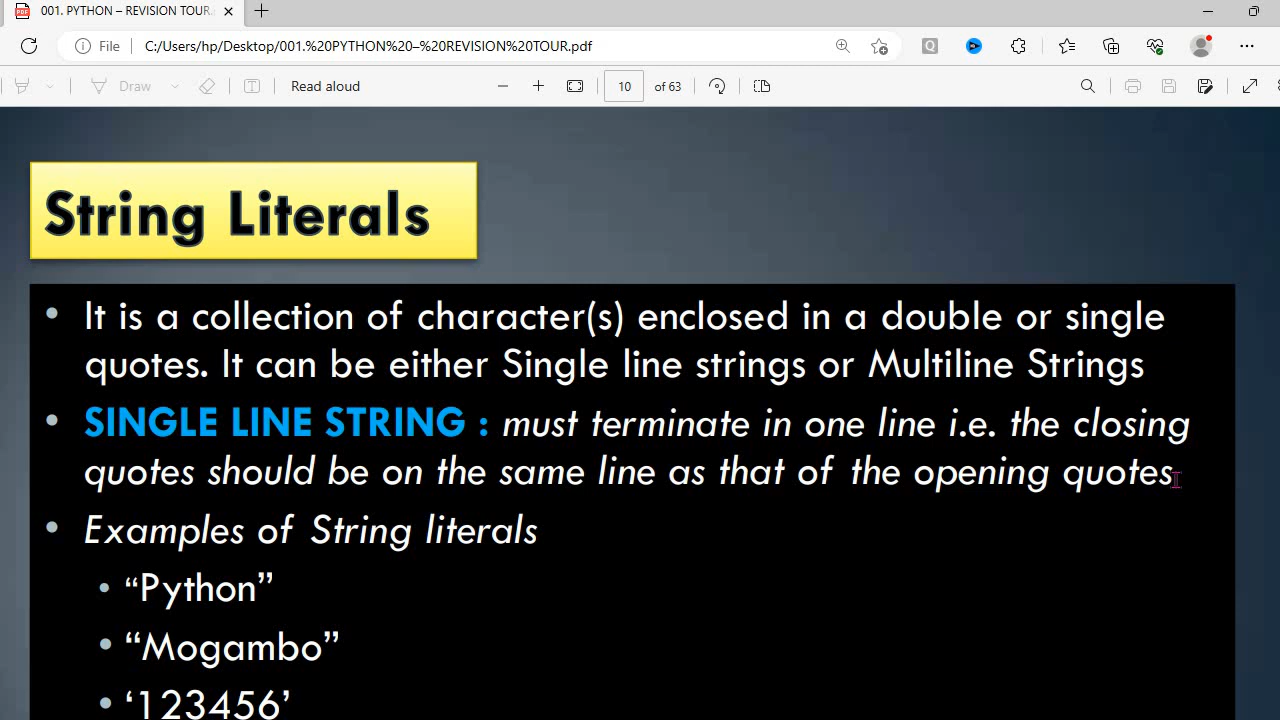 001. PYTHON – REVISION TOUR.
File
C:/Users/hp/Desktop/001.%20PYTHON%20–%20REVISION%20TOUR.pdf
Draw
Read aloud
10
of 63
String Literals
• It is a collection of character(s) enclosed in a double or single
quotes. It can be either Single line strings or Multiline Strings
• SINGLE LINE STRING : must terminate in one line i.e. the closing
quotes should be on the same line as that of the opening quotes
• Examples of String literals
• “Python”
• “Mogambo”
• ‘123456’